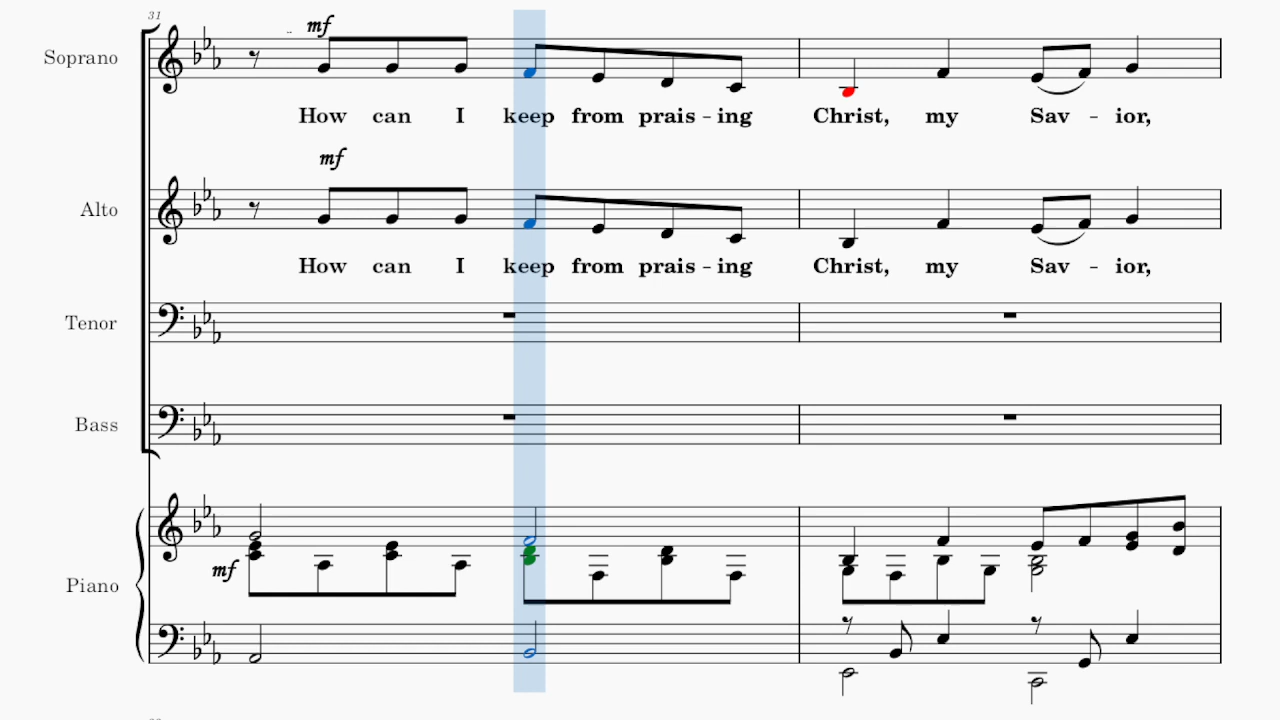 31
mf
Soprano
How can I keep from prais - ing Christ, my Sav - ior,
mf
Alto
How can I keep from prais - ing Christ, my Sav - ior,
Tenor
Bass
mf
Piano